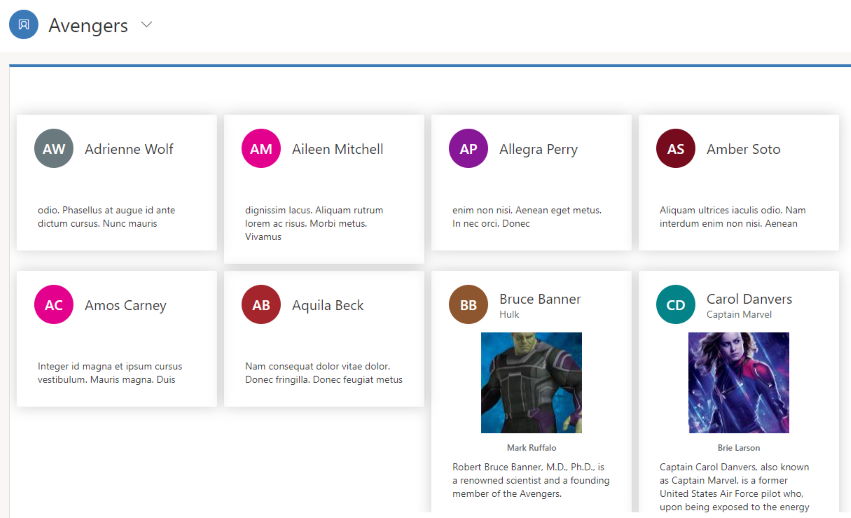 Avengers
AW Adrienne Wolf
odio. Phasellus at augue id ante
dictum cursus. Nunc mauris
AM Aileen Mitchell
dignissim lacus. Aliquam rutrum
lorem ac risus. Morbi metus.
Vivamus
AP Allegra Perry
enim non nisi. Aenean eget metus.
In nec orci. Donec
AS Amber Soto
Aliquam ultrices iaculis odio. Nam
interdum enim non nisi. Aenean
AC Amos Carney
Integer id magna et ipsum cursus
vestibulum. Mauris magna. Duis
AB Aquila Beck
Nam consequat dolor vitae dolor.
Donec fringilla. Donec feugiat metus
BB Bruce Banner
Hulk
Mark Ruffalo
Robert Bruce Banner, M.D., Ph.D., is
a renowned scientist and a founding
member of the Avengers.
CD Carol Danvers
Captain Marvel
Brie Larson
Captain Carol Danvers, also known
as Captain Marvel, is a former
United States Air Force pilot who,
upon being exposed to the energy